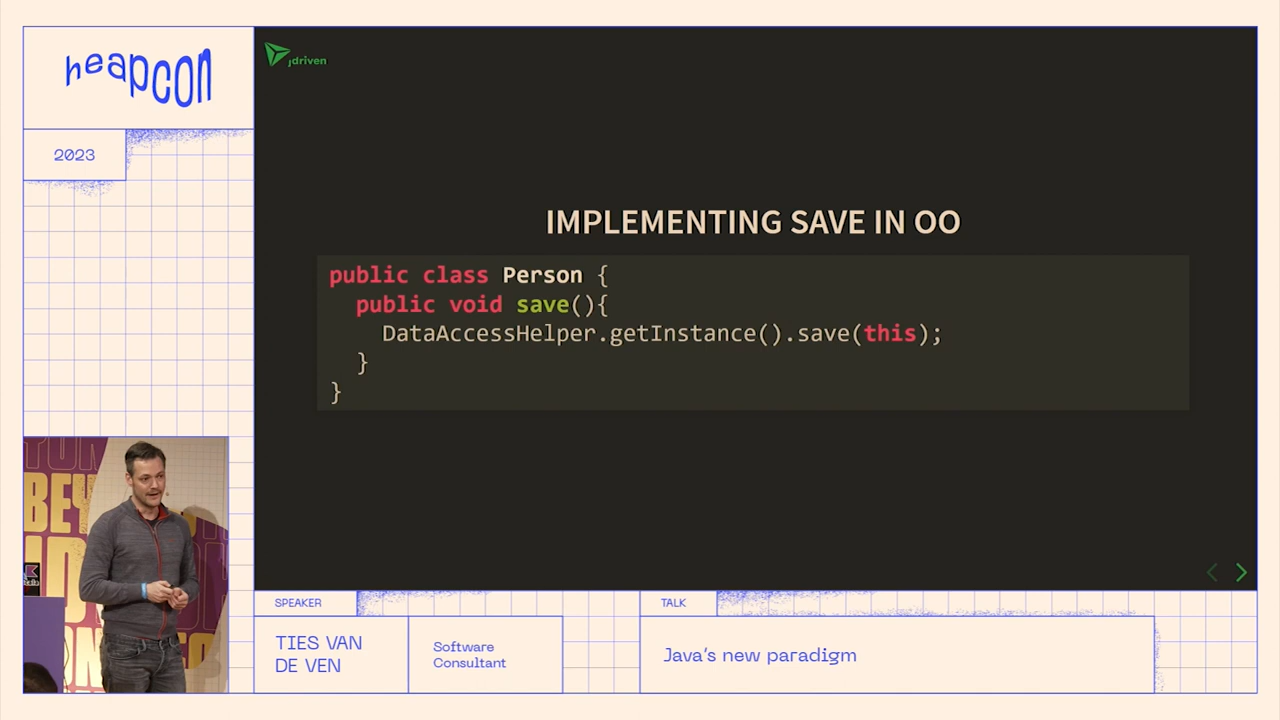 heapcon
2023
jdriven
IMPLEMENTING SAVE IN OO
public class Person {
  public void save(){
    DataAccessHelper.getInstance().save(this);
  }
}
SPEAKER
TIES VAN
DE VEN
Software
Consultant
TALK
Java's new paradigm